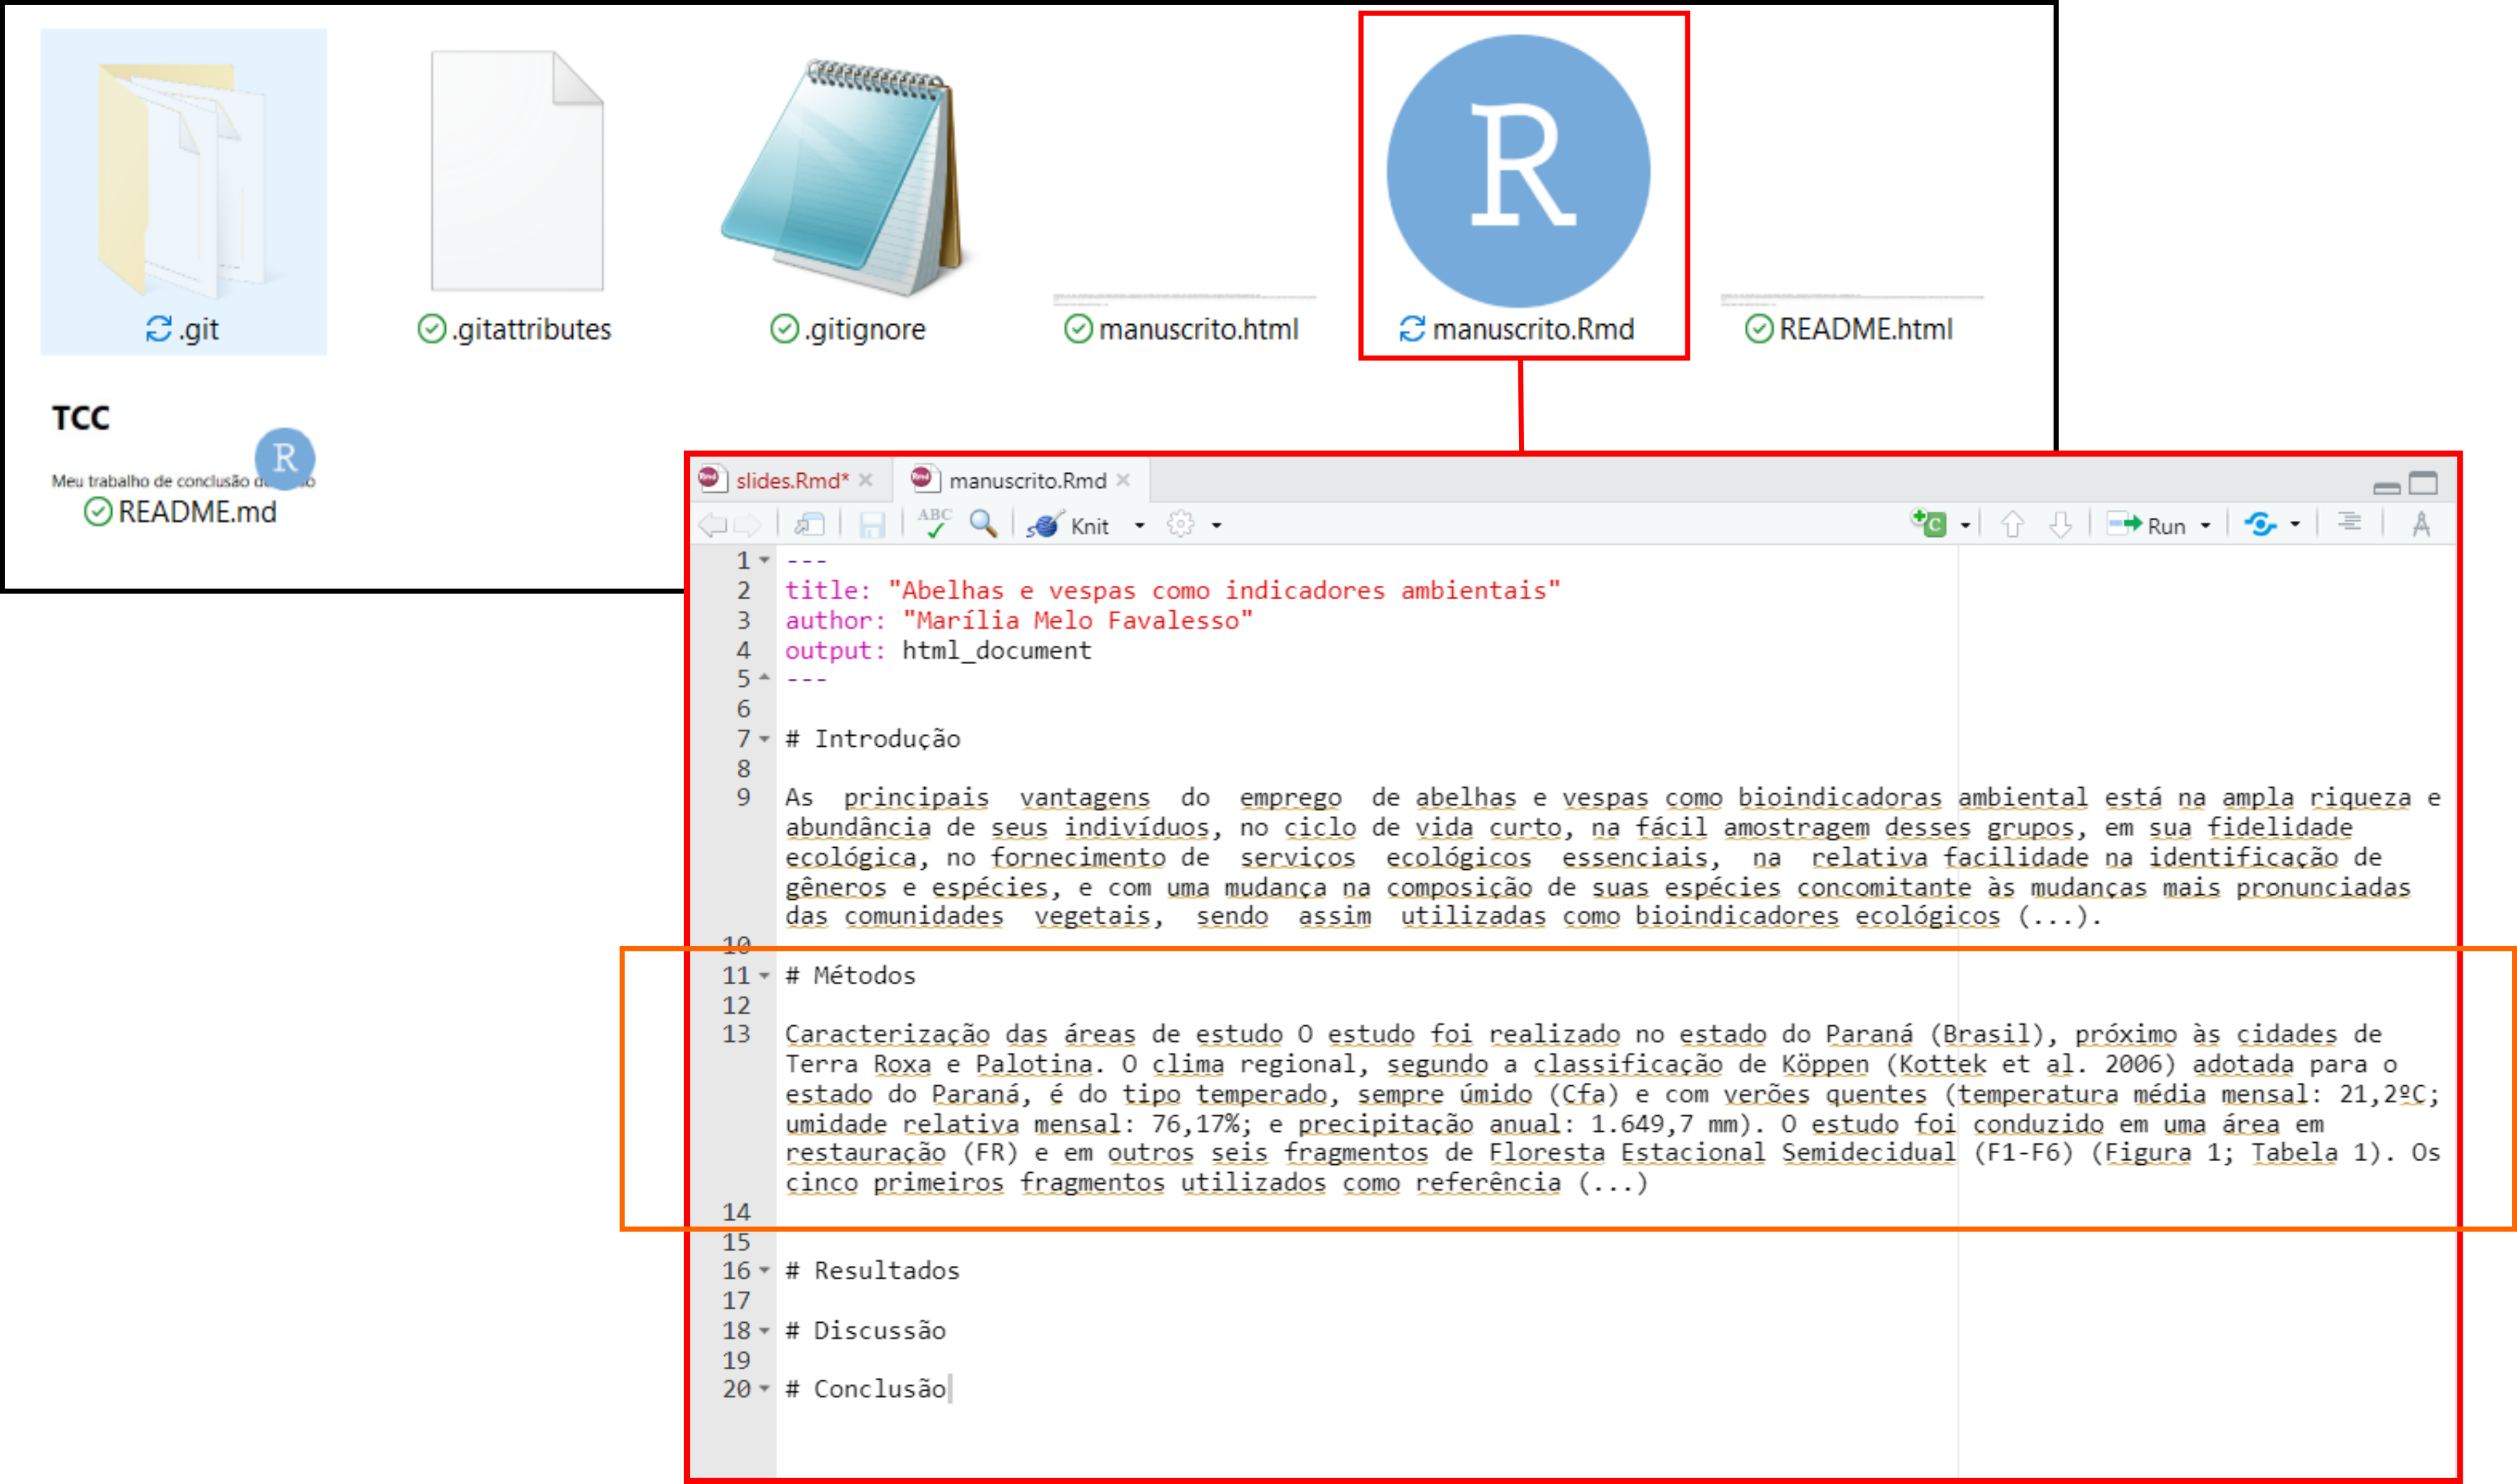 R
.git
.gitattributes
.gitignore
manuscrito.html
manuscrito.Rmd
README.html
TCC
R
Meu trabalho de conclusão
README.md
slides.Rmd*
manuscrito.Rmd
ABC
Knit
Run
1 ---
2 title: "Abelhas e vespas como indicadores ambientais"
3 author: "Marília Melo Favalesso"
4 output: html_document
5 ---
6
7 # Introdução
8
9 As principais vantagens do emprego de abelhas e vespas como bioindicadoras ambiental está na ampla riqueza e
abundância de seus indivíduos, no ciclo de vida curto, na fácil amostragem desses grupos, em sua fidelidade
ecológica, no fornecimento de serviços ecológicos essenciais, na relativa facilidade na identificação de
gêneros e espécies, e com uma mudança na composição de suas espécies concomitante às mudanças mais pronunciadas
das comunidades vegetais, sendo assim utilizadas como bioindicadores ecológicos (...).
10
11 # Métodos
12
13 Caracterização das áreas de estudo O estudo foi realizado no estado do Paraná (Brasil), próximo às cidades de
Terra Roxa e Palotina. O clima regional, segundo a classificação de Köppen (Kottek et al. 2006) adotada para o
estado do Paraná, é do tipo temperado, sempre úmido (Cfa) e com verões quentes (temperatura média mensal: 21,2ºC;
umidade relativa mensal: 76,17%; e precipitação anual: 1.649,7 mm). O estudo foi conduzido em uma área em
restauração (FR) e em outros seis fragmentos de Floresta Estacional Semidecidual (F1-F6) (Figura 1; Tabela 1). Os
cinco primeiros fragmentos utilizados como referência (...)
14
15
16 # Resultados
17
18 # Discussão
19
20 # Conclusão